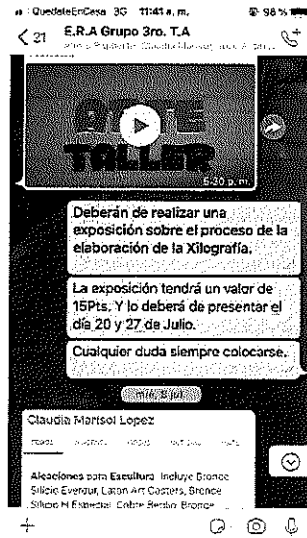 QuedateEnCasa 3G 11:41 a. m. 98 %
21 E.R.A Grupo 3ro. T.A
ARTE
TALLER
5:30 p. m.
Deberán de realizar una
exposición sobre el proceso de la
elaboración de la Xilografía.
La exposición tendrá un valor de
15Pts. Y lo deberá de presentar el
día 20 y 27 de Julio.
Cualquier duda siempre colocarse.
mié, 8 jul
Claudia Marisol Lopez
Aleaciones para Escultura Incluye Bronce
Silicio Everdur, Laton Art Casters, Bronce
Silicio H Especial, Cobre Berilio, Bronce